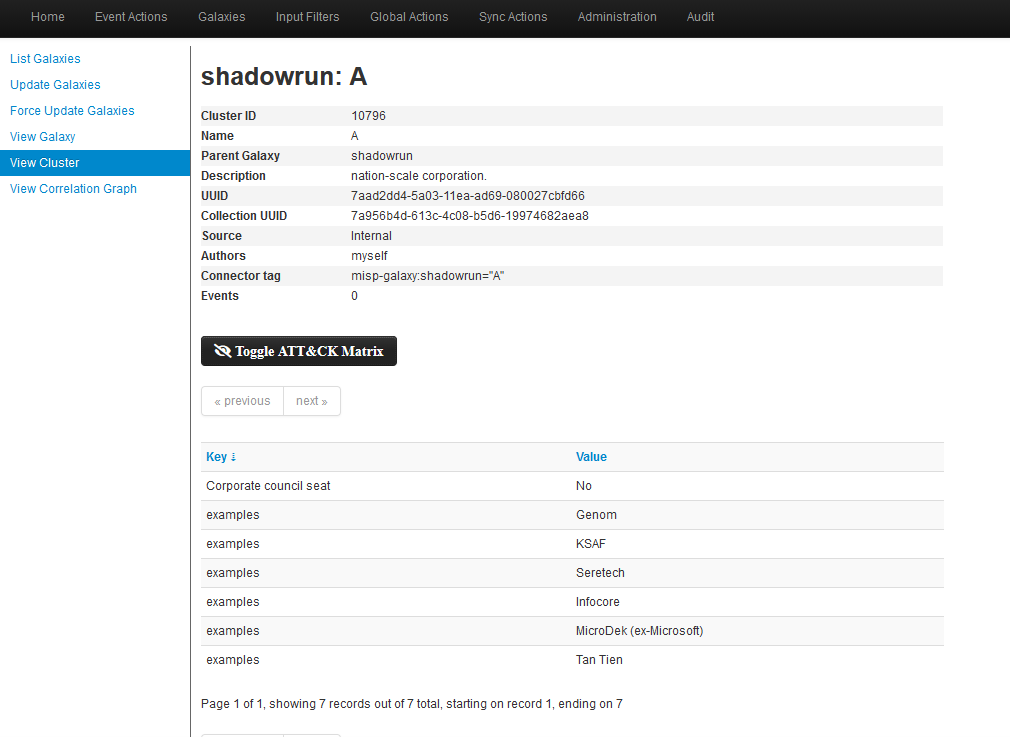 Home Event Actions Galaxies Input Filters Global Actions Sync Actions Administration Audit
List Galaxies
Update Galaxies
Force Update Galaxies
View Galaxy
View Cluster
View Correlation Graph
shadowrun: A
Cluster ID 10796
Name A
Parent Galaxy shadowrun
Description nation-scale corporation.
UUID 7aad2dd4-5a03-11ea-ad69-080027cbfd66
Collection UUID 7a956b4d-613c-4c08-b5d6-19974682aea8
Source Internal
Authors myself
Connector tag misp-galaxy:shadowrun="A"
Events 0
Toggle ATT&CK Matrix
« previous next »
Key ↓ Value
Corporate council seat No
examples Genom
examples KSAF
examples Seretech
examples Infocore
examples MicroDek (ex-Microsoft)
examples Tan Tien
Page 1 of 1, showing 7 records out of 7 total, starting on record 1, ending on 7